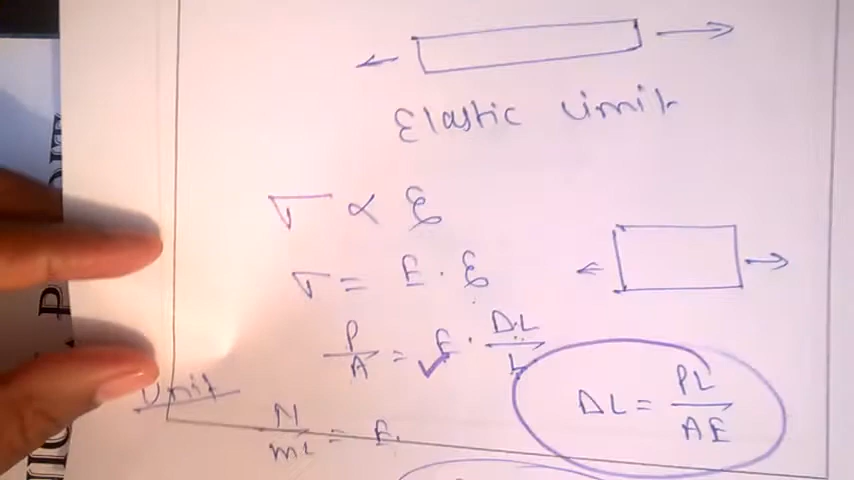 Elastic Limit
σ ∝ ε
σ = E · ε
P/A = E · ΔL/L
ΔL = PL/AE
Unit
N/m² = E.